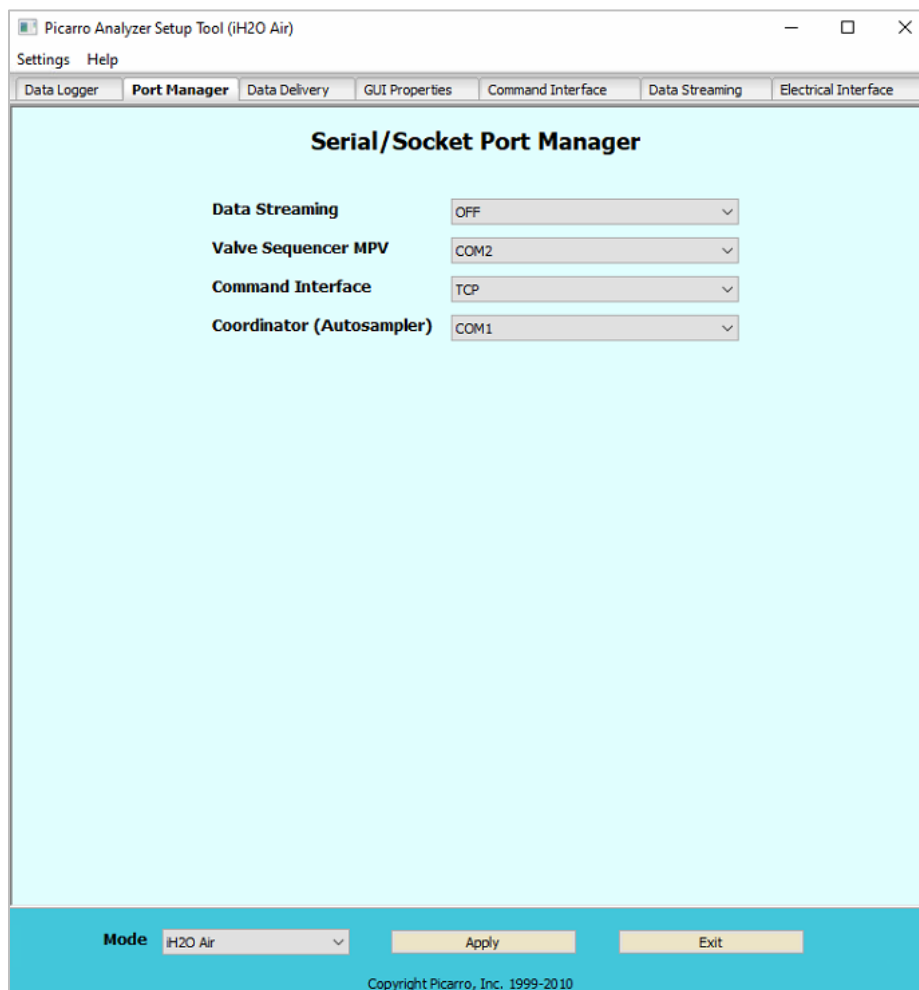 Picarro Analyzer Setup Tool (iH2O Air)
Settings Help
Data Logger Port Manager Data Delivery GUI Properties Command Interface Data Streaming Electrical Interface
Serial/Socket Port Manager
Data Streaming OFF
Valve Sequencer MPV COM2
Command Interface TCP
Coordinator (Autosampler) COM1
Mode iH2O Air Apply Exit
Copyright Picarro, Inc. 1999-2010